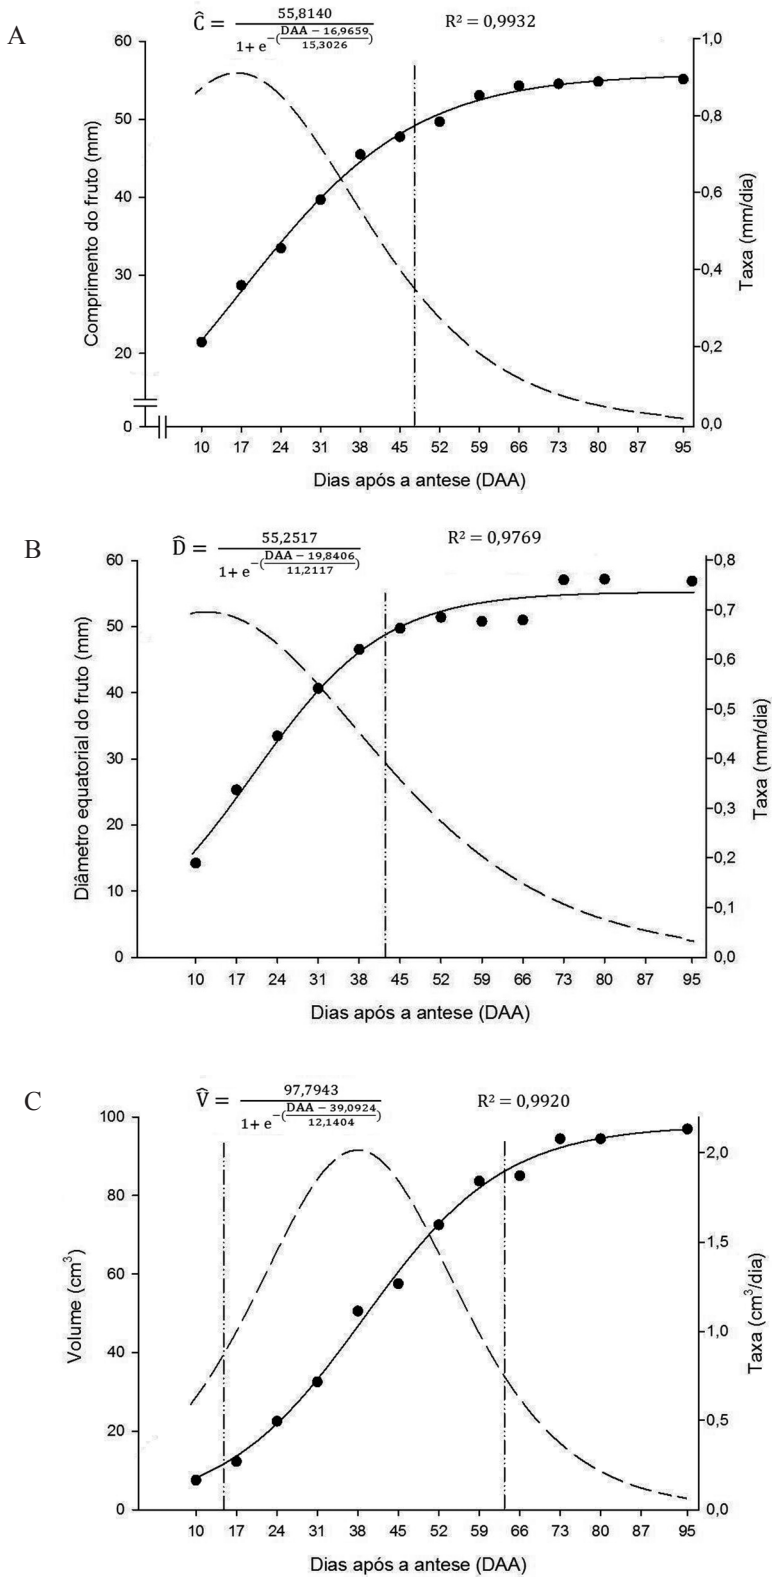 A
Ĉ = 55,8140 / 1+ e^−(DAA − 16,9659 / 15,3026)
R² = 0,9932
60
50
40
30
20
0
Comprimento do fruto (mm)
1,0
0,8
0,6
0,4
0,2
0,0
Taxa (mm/dia)
10 17 24 31 38 45 52 59 66 73 80 87 95
Dias após a antese (DAA)
B
D̂ = 55,2517 / 1+ e^−(DAA − 19,8406 / 11,2117)
R² = 0,9769
60
50
40
30
20
10
0
Diâmetro equatorial do fruto (mm)
0,8
0,7
0,6
0,5
0,4
0,3
0,2
0,1
0,0
Taxa (mm/dia)
10 17 24 31 38 45 52 59 66 73 80 87 95
Dias após a antese (DAA)
C
V̂ = 97,7943 / 1+ e^−(DAA − 39,0924 / 12,1404)
R² = 0,9920
100
80
60
40
20
0
Volume (cm³)
2,0
1,5
1,0
0,5
0,0
Taxa (cm³/dia)
10 17 24 31 38 45 52 59 66 73 80 87 95
Dias após a antese (DAA)